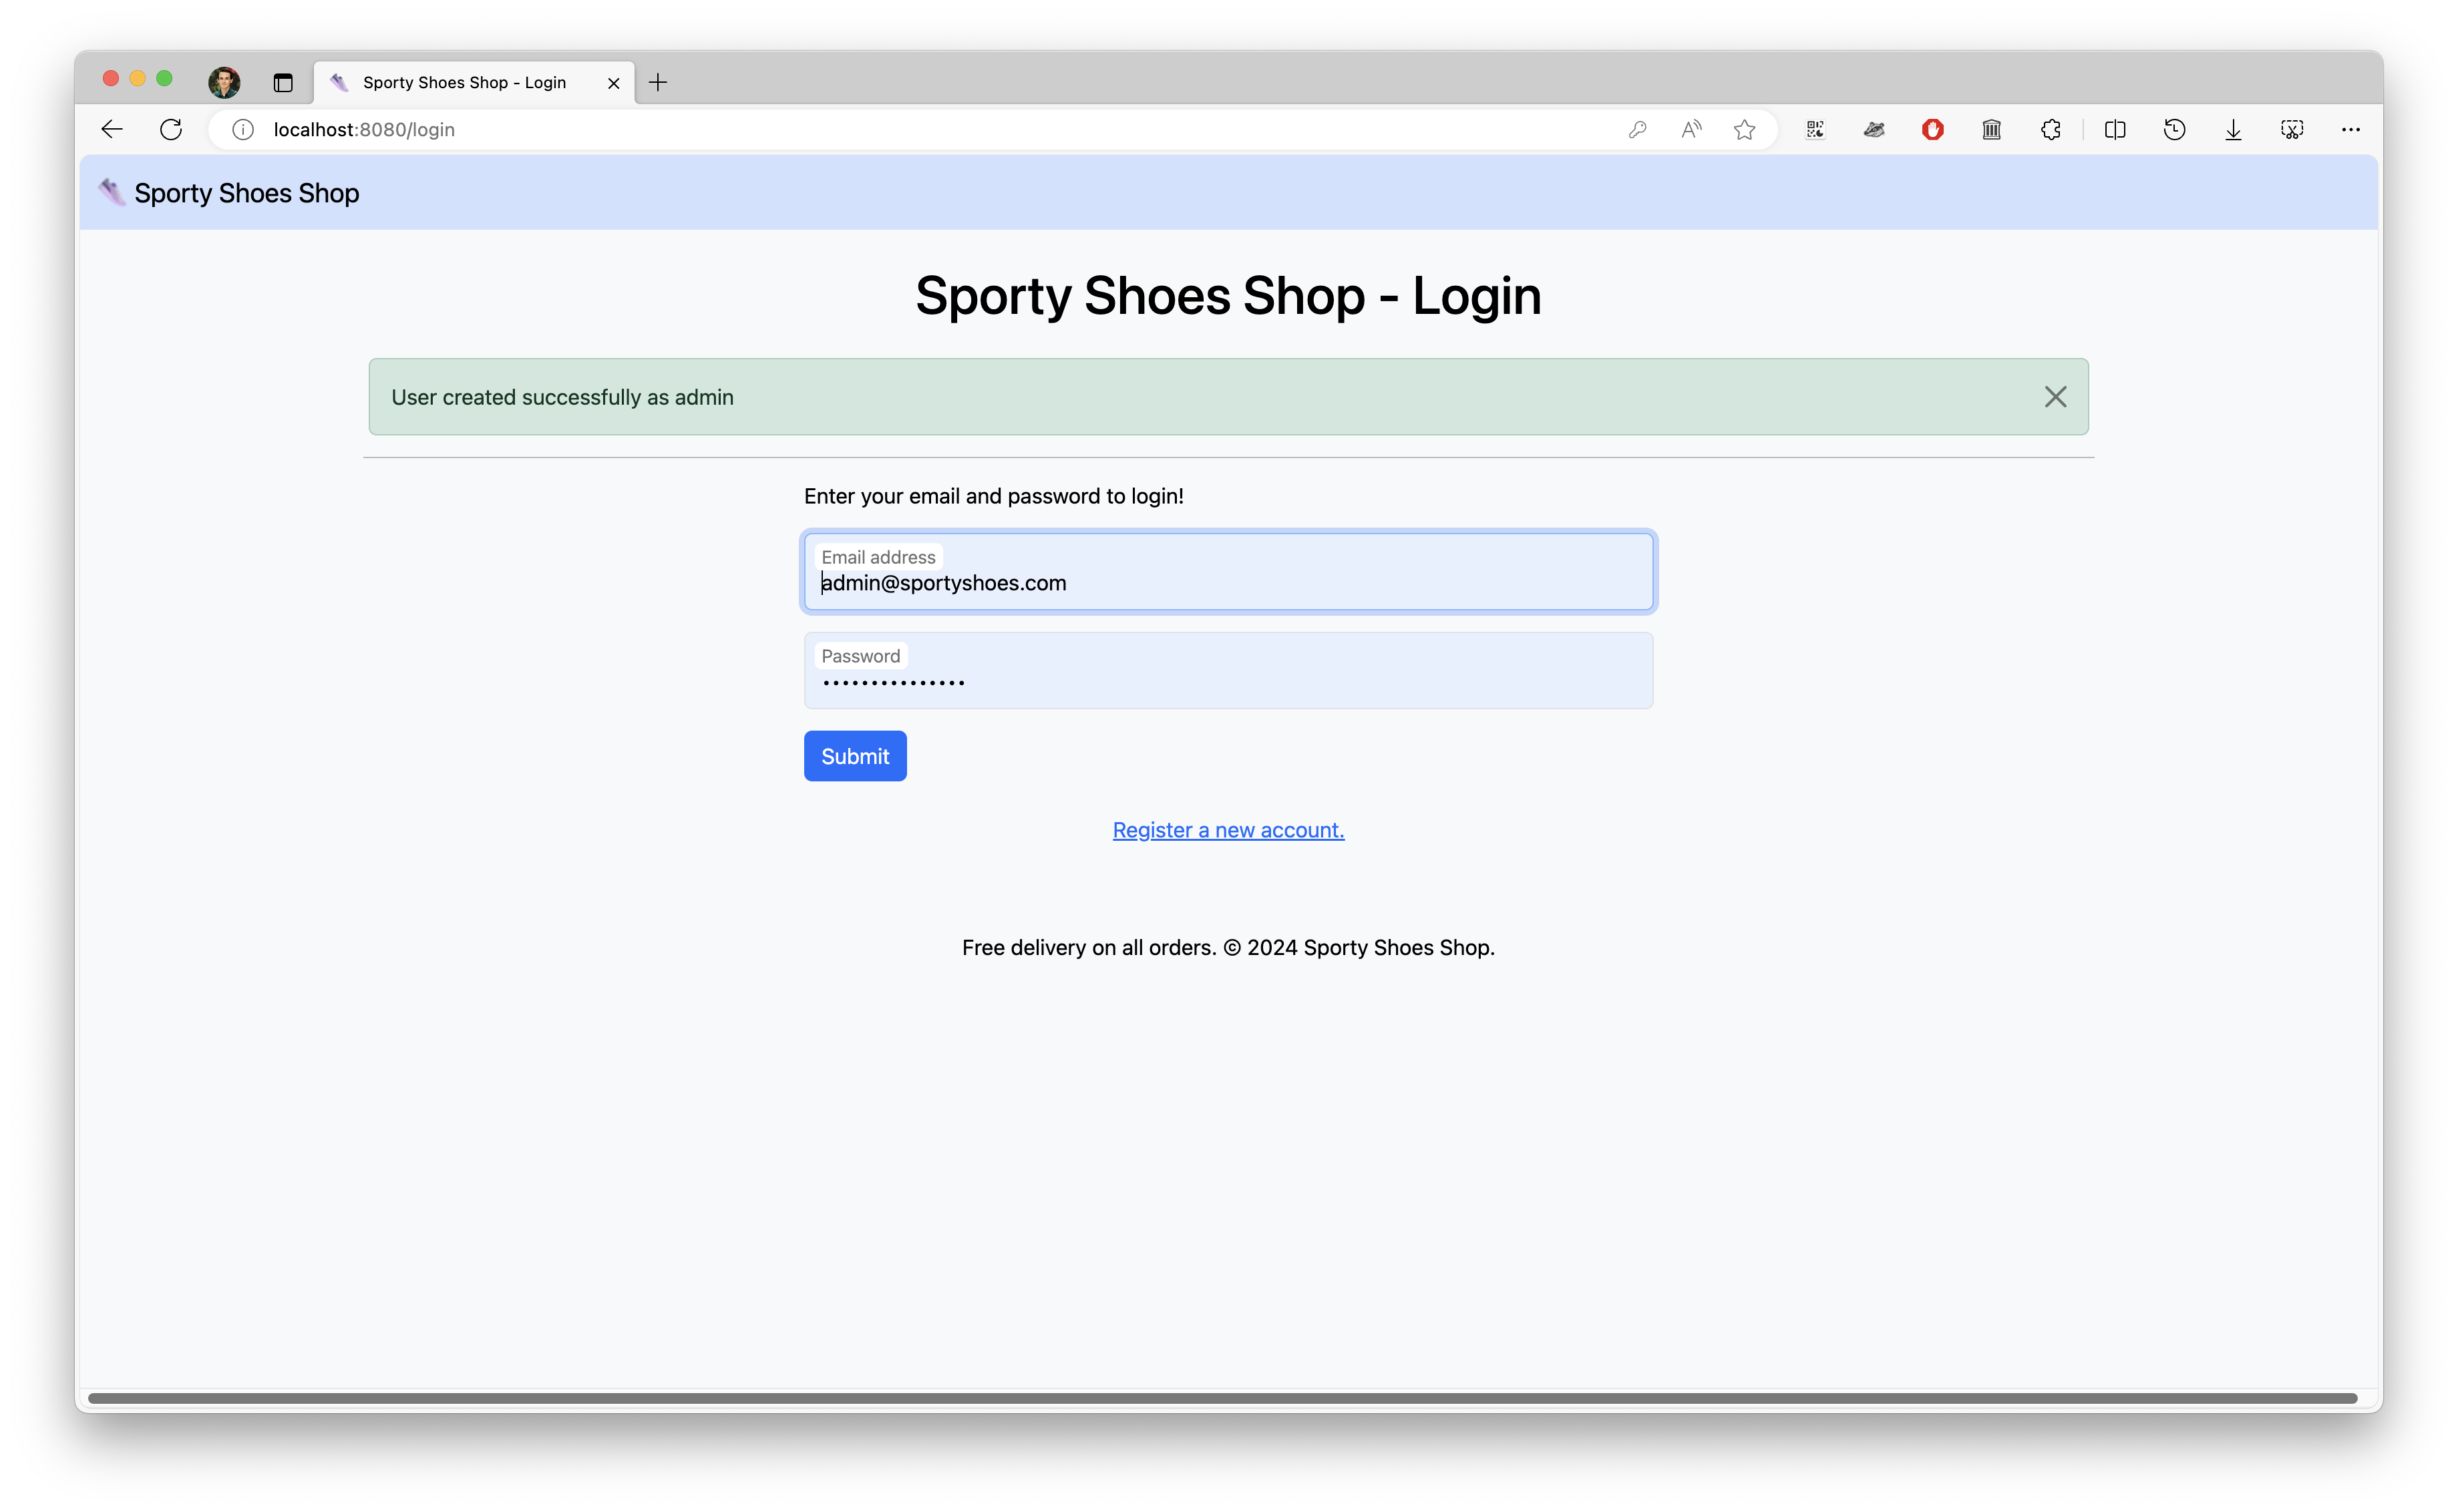 Sporty Shoes Shop - Login
localhost:8080/login
Sporty Shoes Shop
Sporty Shoes Shop - Login
User created successfully as admin
Enter your email and password to login!
Email address
admin@sportyshoes.com
Password
Submit
Register a new account.
Free delivery on all orders. © 2024 Sporty Shoes Shop.